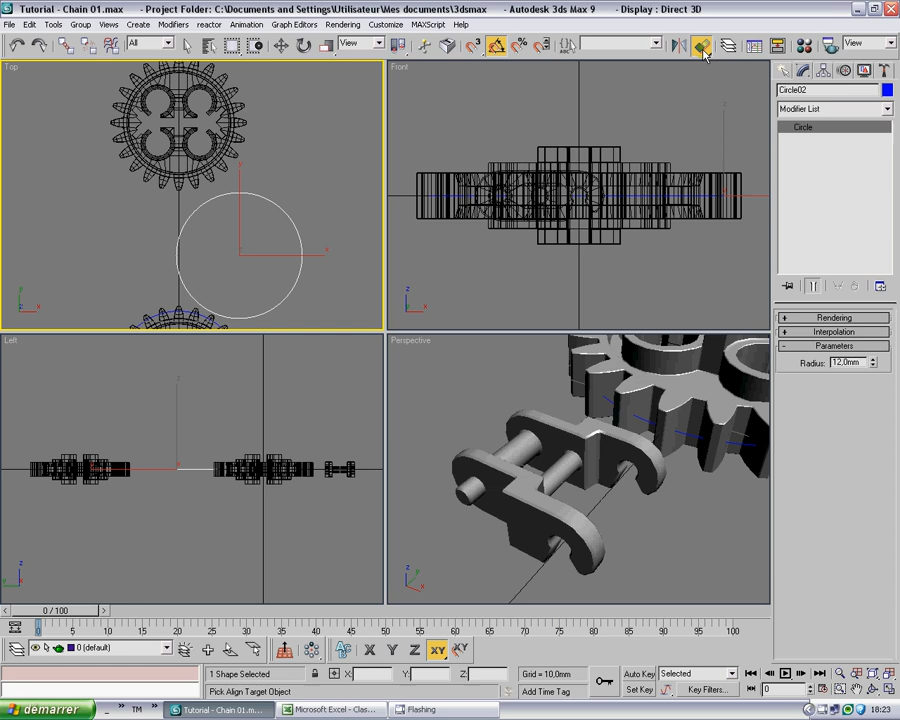 Tutorial - Chain 01.max - Project Folder: C:\Documents and Settings\Utilisateur\Mes documents\3dsmax - Autodesk 3ds Max 9 - Display : Direct 3D
File Edit Tools Group Views Create Modifiers reactor Animation Graph Editors Rendering Customize MAXScript Help
All View View
Top
Front
Left
Perspective
Circle02
Modifier List
Circle
+ Rendering
+ Interpolation
- Parameters
Radius: 12,0mm
0 / 100
0 5 10 15 20 25 30 35 40 45 50 55 60 65 70 75 80 85 90 95 100
0 (default) X Y Z XY XY
1 Shape Selected X: Y: Z: Grid = 10,0mm Auto Key Selected
Pick Align Target Object Add Time Tag Set Key Key Filters... 0
démarrer TM Tutorial - Chain 01.m... Microsoft Excel - Clas... Flashing 18:23